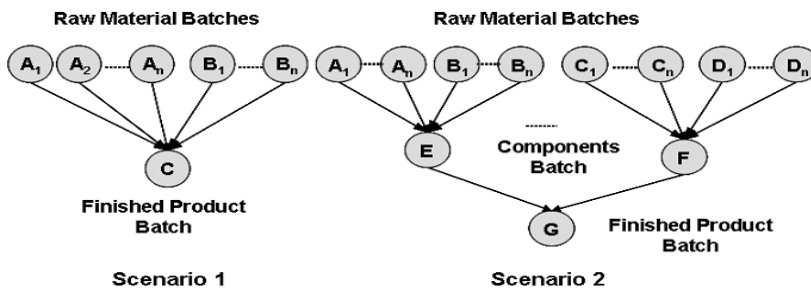 Raw Material Batches
A1 A2 An B1 Bn
C
Finished Product
Batch
Scenario 1
Raw Material Batches
A1 An B1 Bn C1 Cn D1 Dn
E
Components
Batch
F
G
Finished Product
Batch
Scenario 2